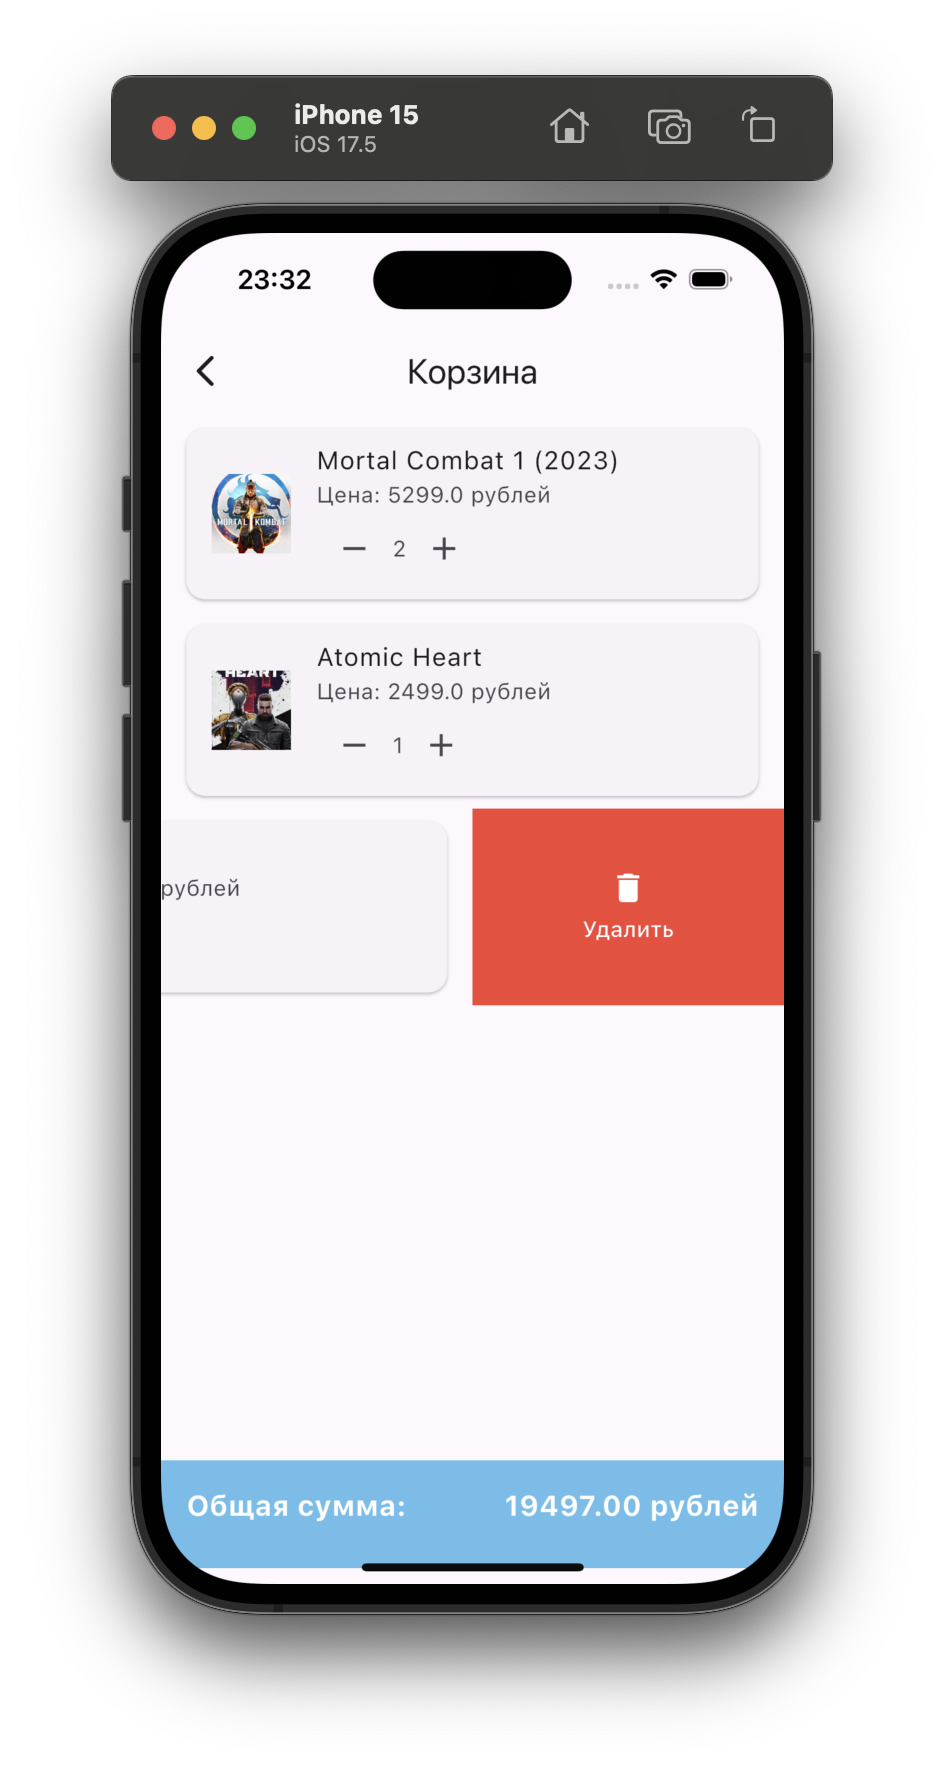 iPhone 15
iOS 17.5
23:32
Корзина
Mortal Combat 1 (2023)
Цена: 5299.0 рублей
MORTAL KOMBAT
2
Atomic Heart
Цена: 2499.0 рублей
HEART
1
рублей
Удалить
Общая сумма: 19497.00 рублей